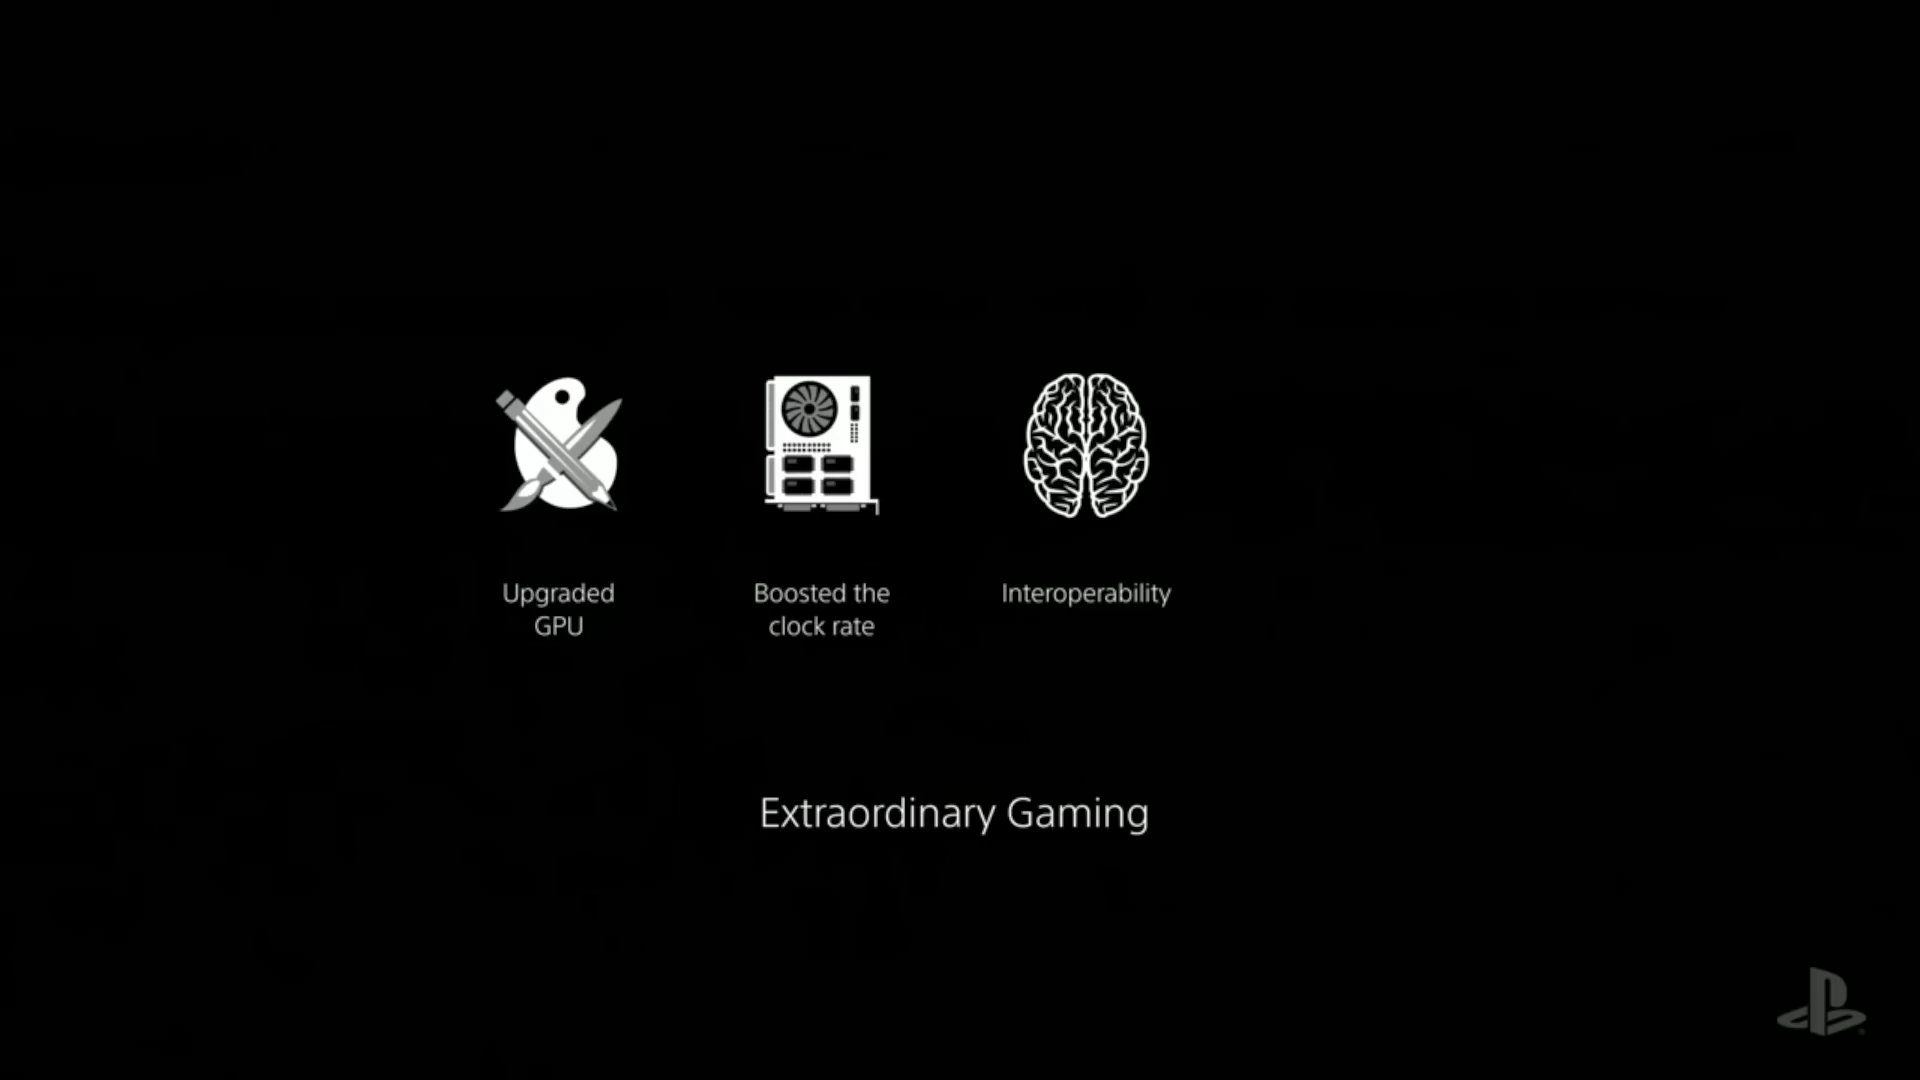 Upgraded
GPU
Boosted the
clock rate
Interoperability
Extraordinary Gaming